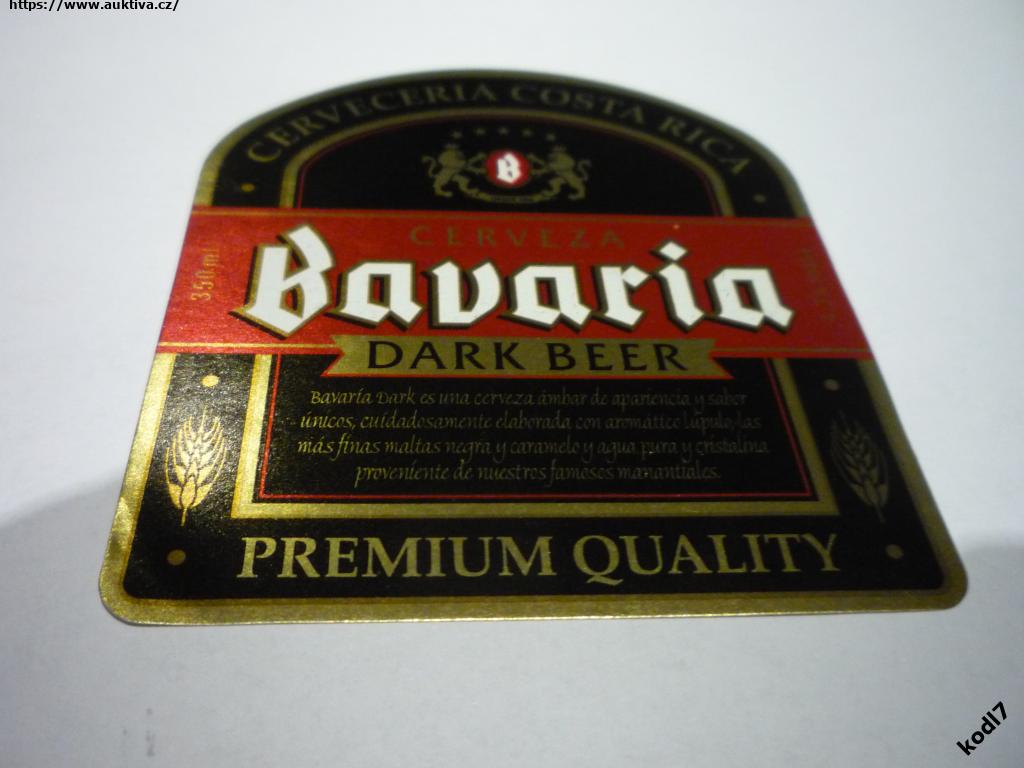 https://www.auktiva.cz/
CERVECERIA COSTA RICA
B
CERVEZA
350 ml
Bavaria
DARK BEER
Bavaria Dark es una cerveza ámbar de apariencia y sabor
únicos, cuidadosamente elaborada con aromático lúpulo, las
más finas maltas negra y caramelo y agua pura y cristalina
proveniente de nuestros famosos manantiales.
PREMIUM QUALITY
kodl7